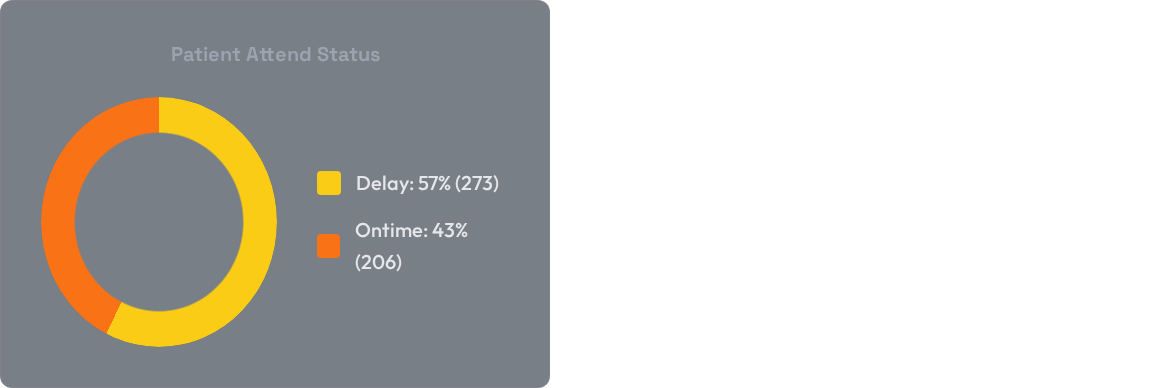 Patient Attend Status
Delay: 57% (273)
Ontime: 43%
(206)